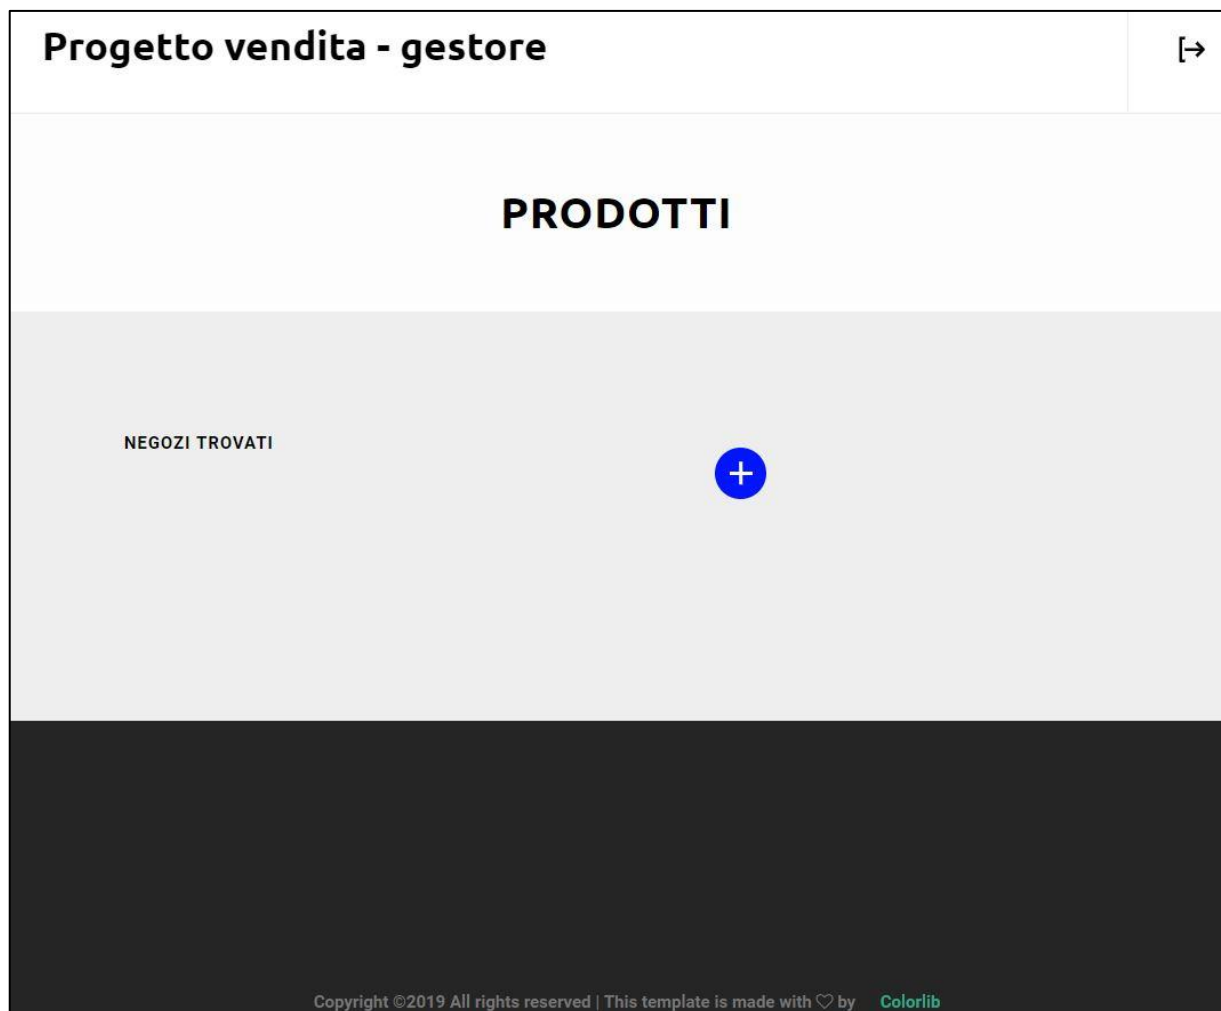 Progetto vendita - gestore
PRODOTTI
NEGOZI TROVATI
Copyright ©2019 All rights reserved | This template is made with ♡ by Colorlib